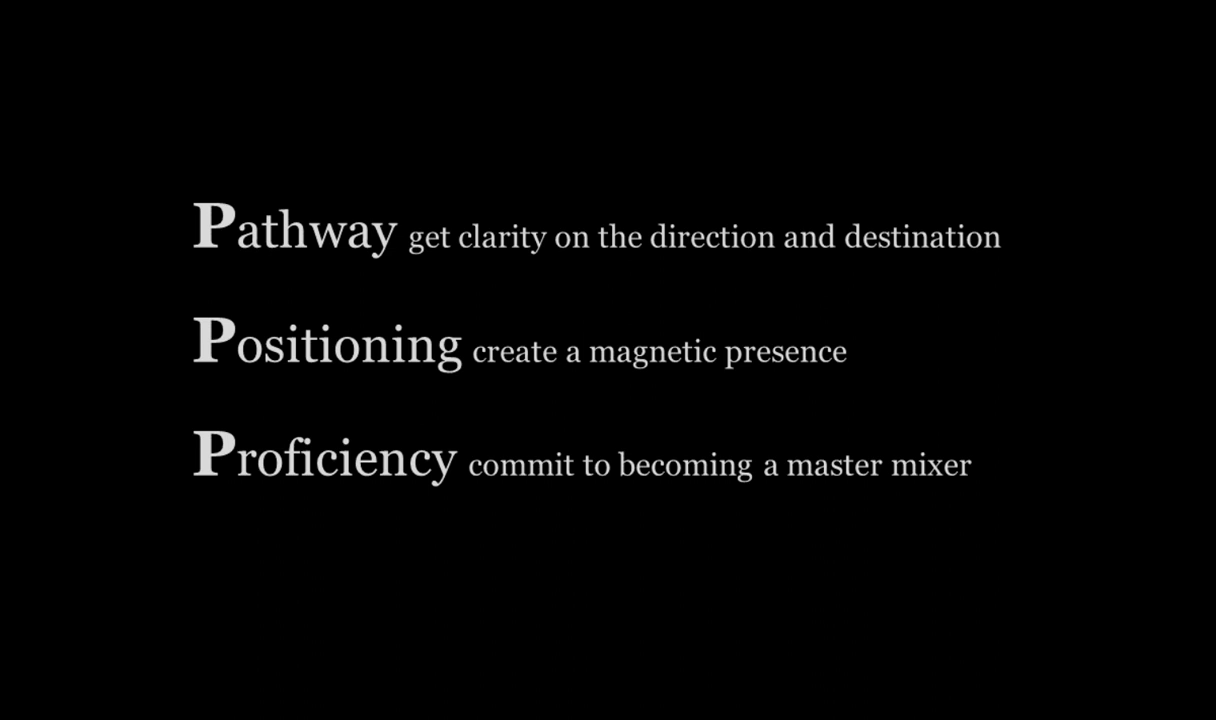 Pathway get clarity on the direction and destination
Positioning create a magnetic presence
Proficiency commit to becoming a master mixer